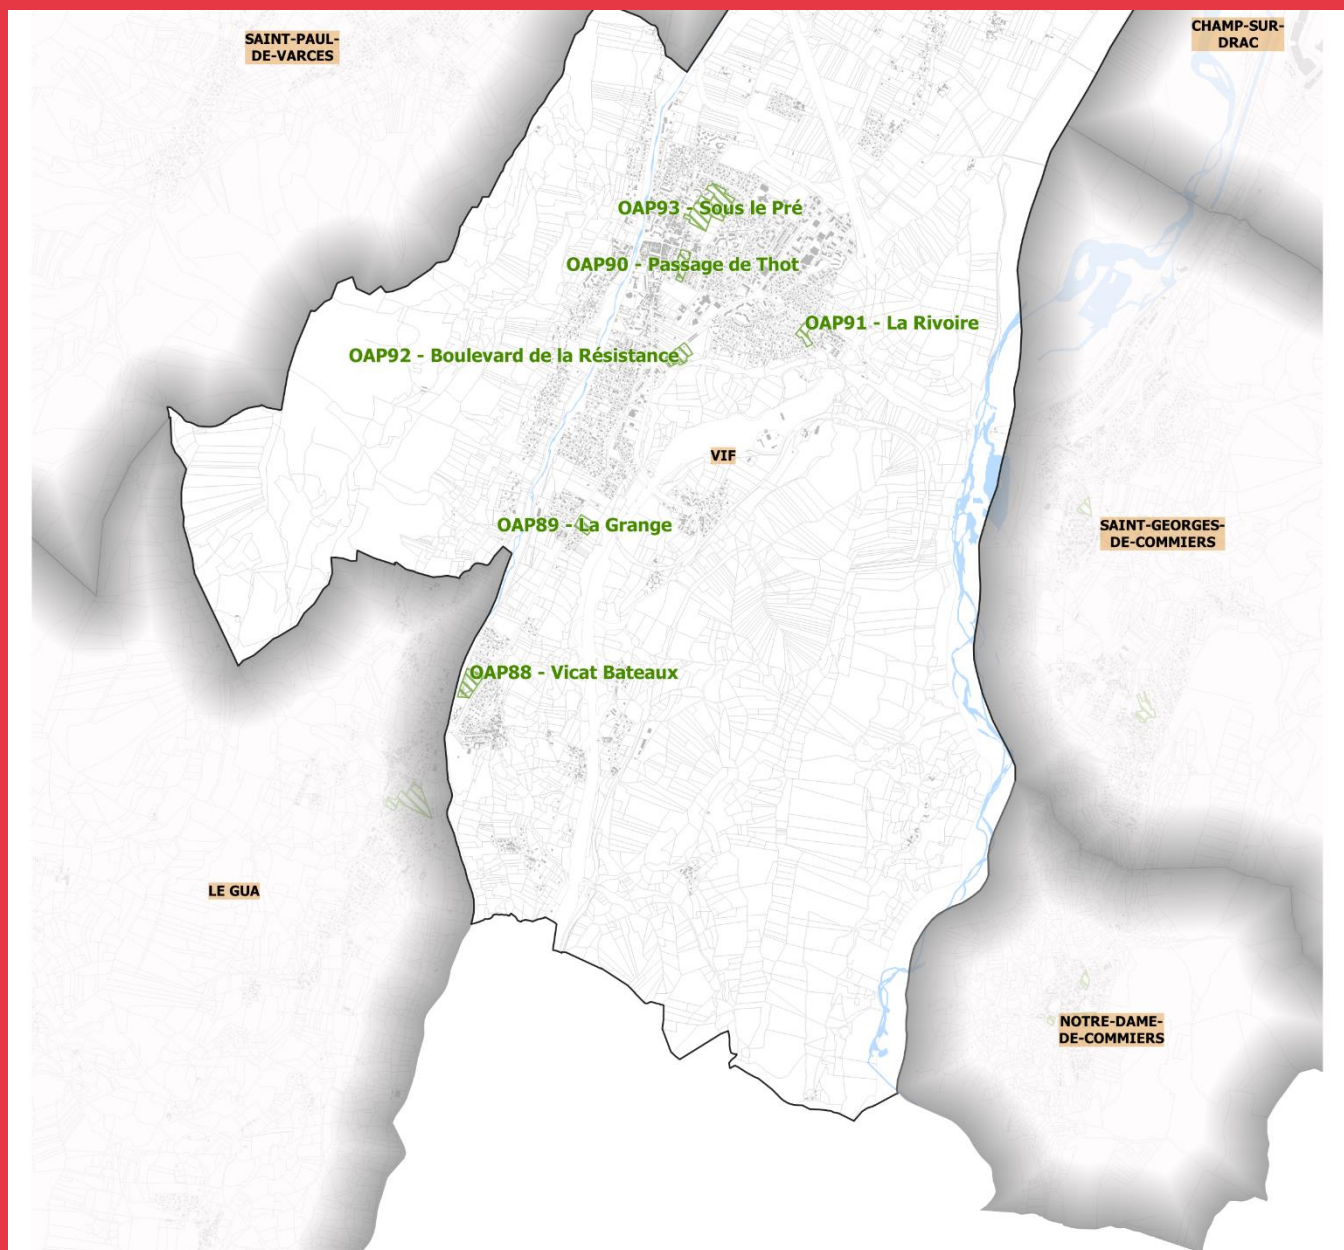 SAINT-PAUL-
DE-VARCES
CHAMP-SUR-
DRAC
OAP93 - Sous le Pré
OAP90 - Passage de Thot
OAP91 - La Rivoire
OAP92 - Boulevard de la Résistance
VIF
OAP89 - La Grange
SAINT-GEORGES-
DE-COMMIERS
OAP88 - Vicat Bateaux
LE GUA
NOTRE-DAME-
DE-COMMIERS